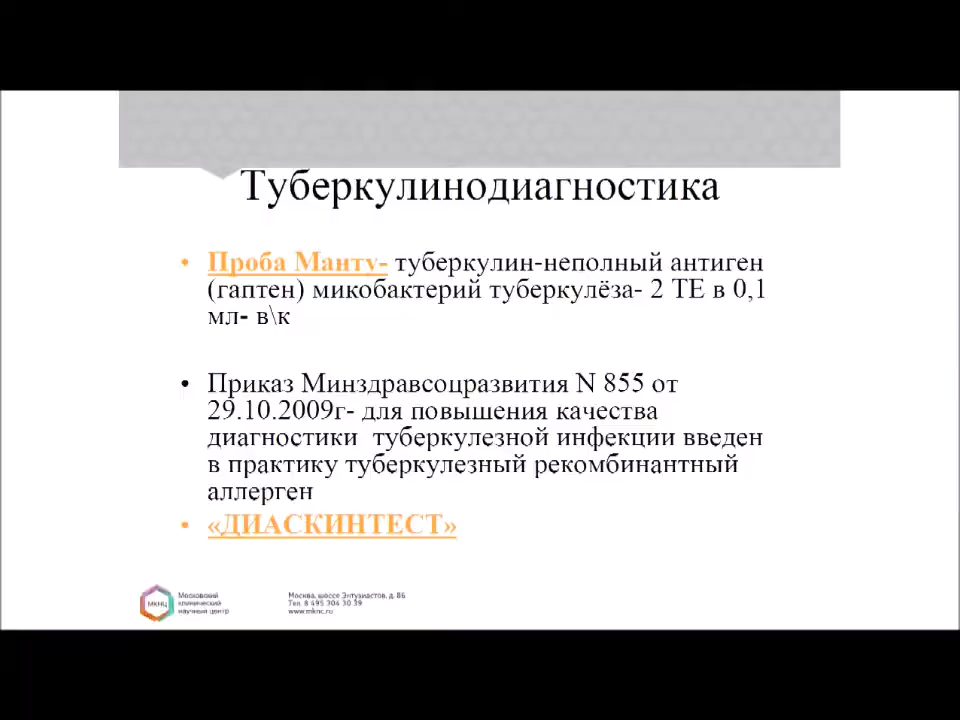 Туберкулинодиагностика
• Проба Манту- туберкулин-неполный антиген
(гаптен) микобактерий туберкулёза- 2 ТЕ в 0,1
мл- в\к
• Приказ Минздравсоцразвития N 855 от
29.10.2009г- для повышения качества
диагностики туберкулезной инфекции введен
в практику туберкулезный рекомбинантный
аллерген
• «ДИАСКИНТЕСТ»
МКНЦ
Московский
клинический
научный центр
Москва, шоссе Энтузиастов, д. 86
Тел. 8 495 304 30 39
www.mknc.ru